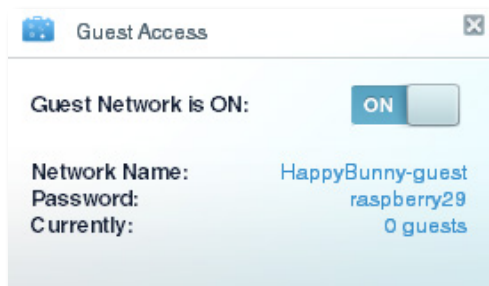 Guest Access
Guest Network is ON: ON
Network Name: HappyBunny-guest
Password: raspberry29
Currently: 0 guests